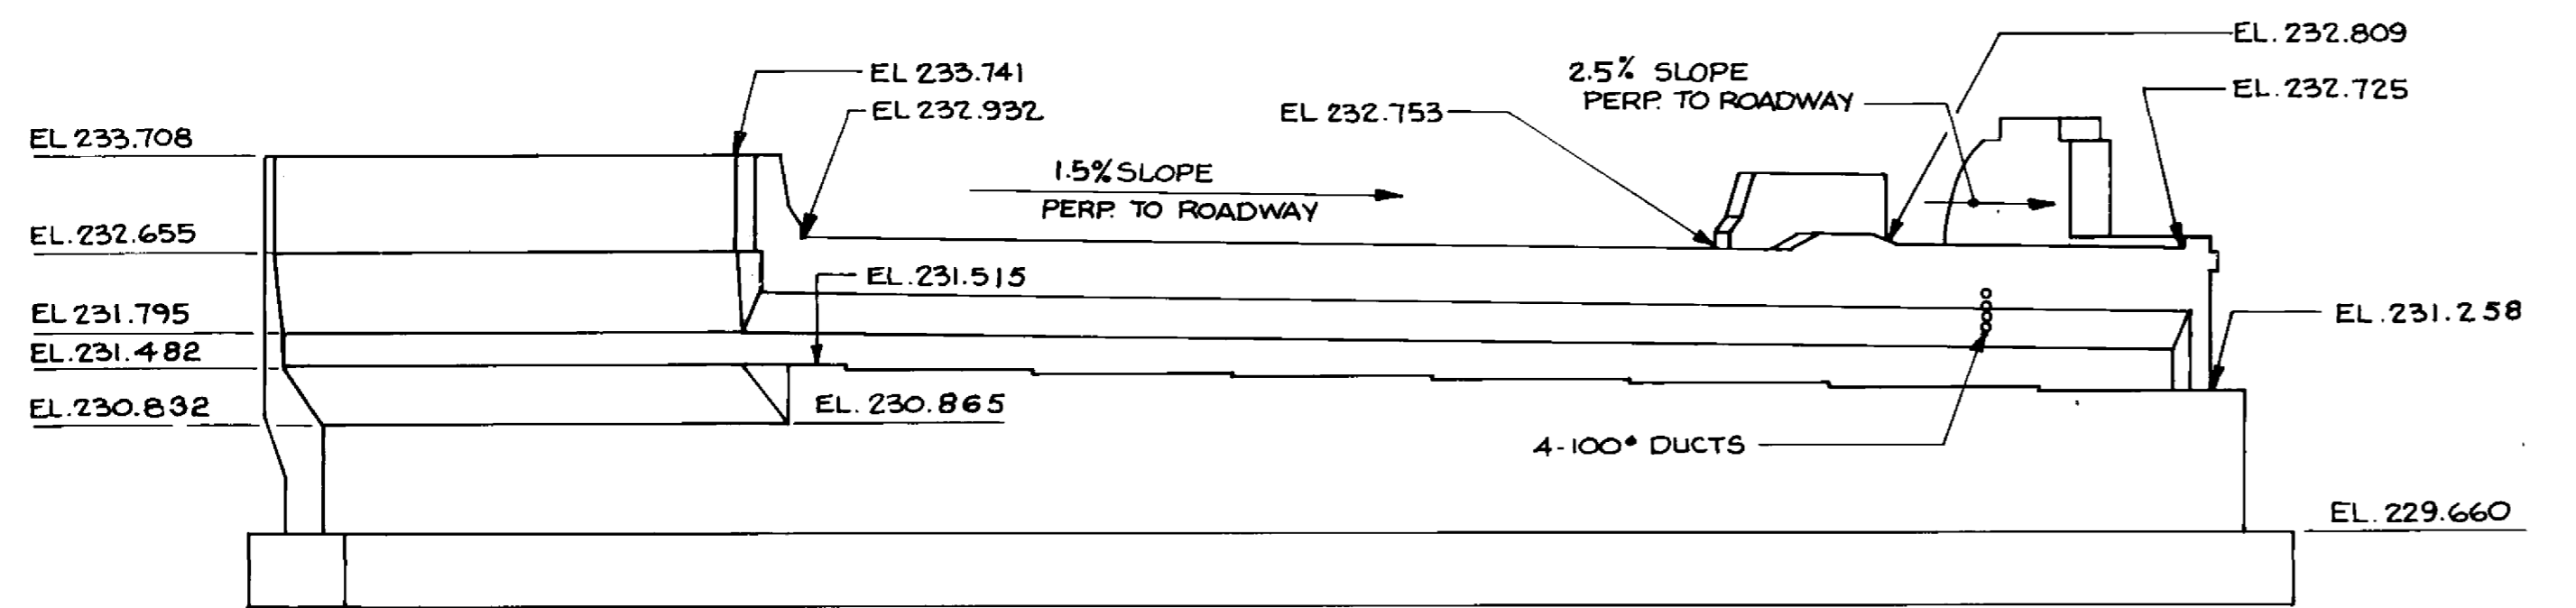 EL. 232.809
EL 233.741
2.5% SLOPE
PERP. TO ROADWAY
EL. 232.725
EL 232.932
EL 232.753
EL 233.708
1.5% SLOPE
PERP. TO ROADWAY
EL. 232.655
EL. 231.515
EL 231.795
EL. 231.258
EL. 231.482
EL. 230.832
EL. 230.865
4-100ø DUCTS
EL. 229.660